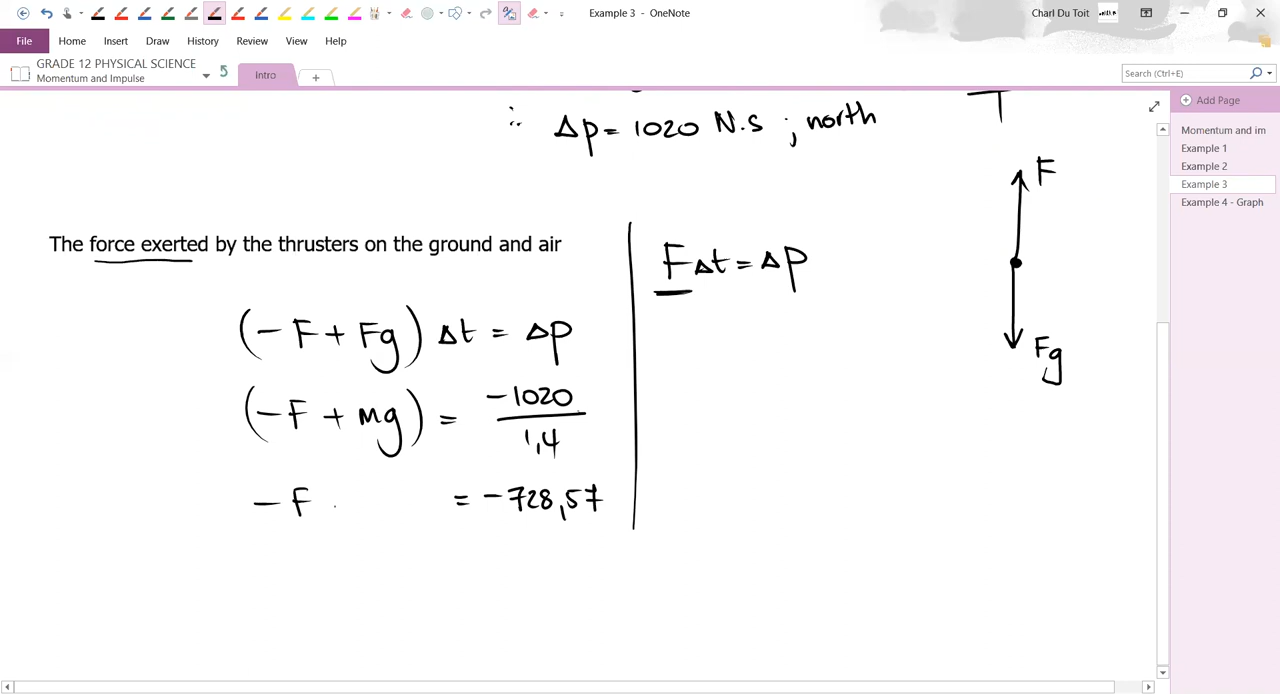 Example 3 - OneNote
Charl Du Toit
File Home Insert Draw History Review View Help
GRADE 12 PHYSICAL SCIENCE
Momentum and Impulse
Intro
+
Search (Ctrl+E)
Add Page
Momentum and im
Example 1
Example 2
Example 3
Example 4 - Graph
∴ Δp = 1020 N.S ; north
F
Fg
The force exerted by the thrusters on the ground and air
(- F + Fg) Δt = Δp
(- F + mg) = -1020 / 1,4
- F = -728,57
FΔt = Δp